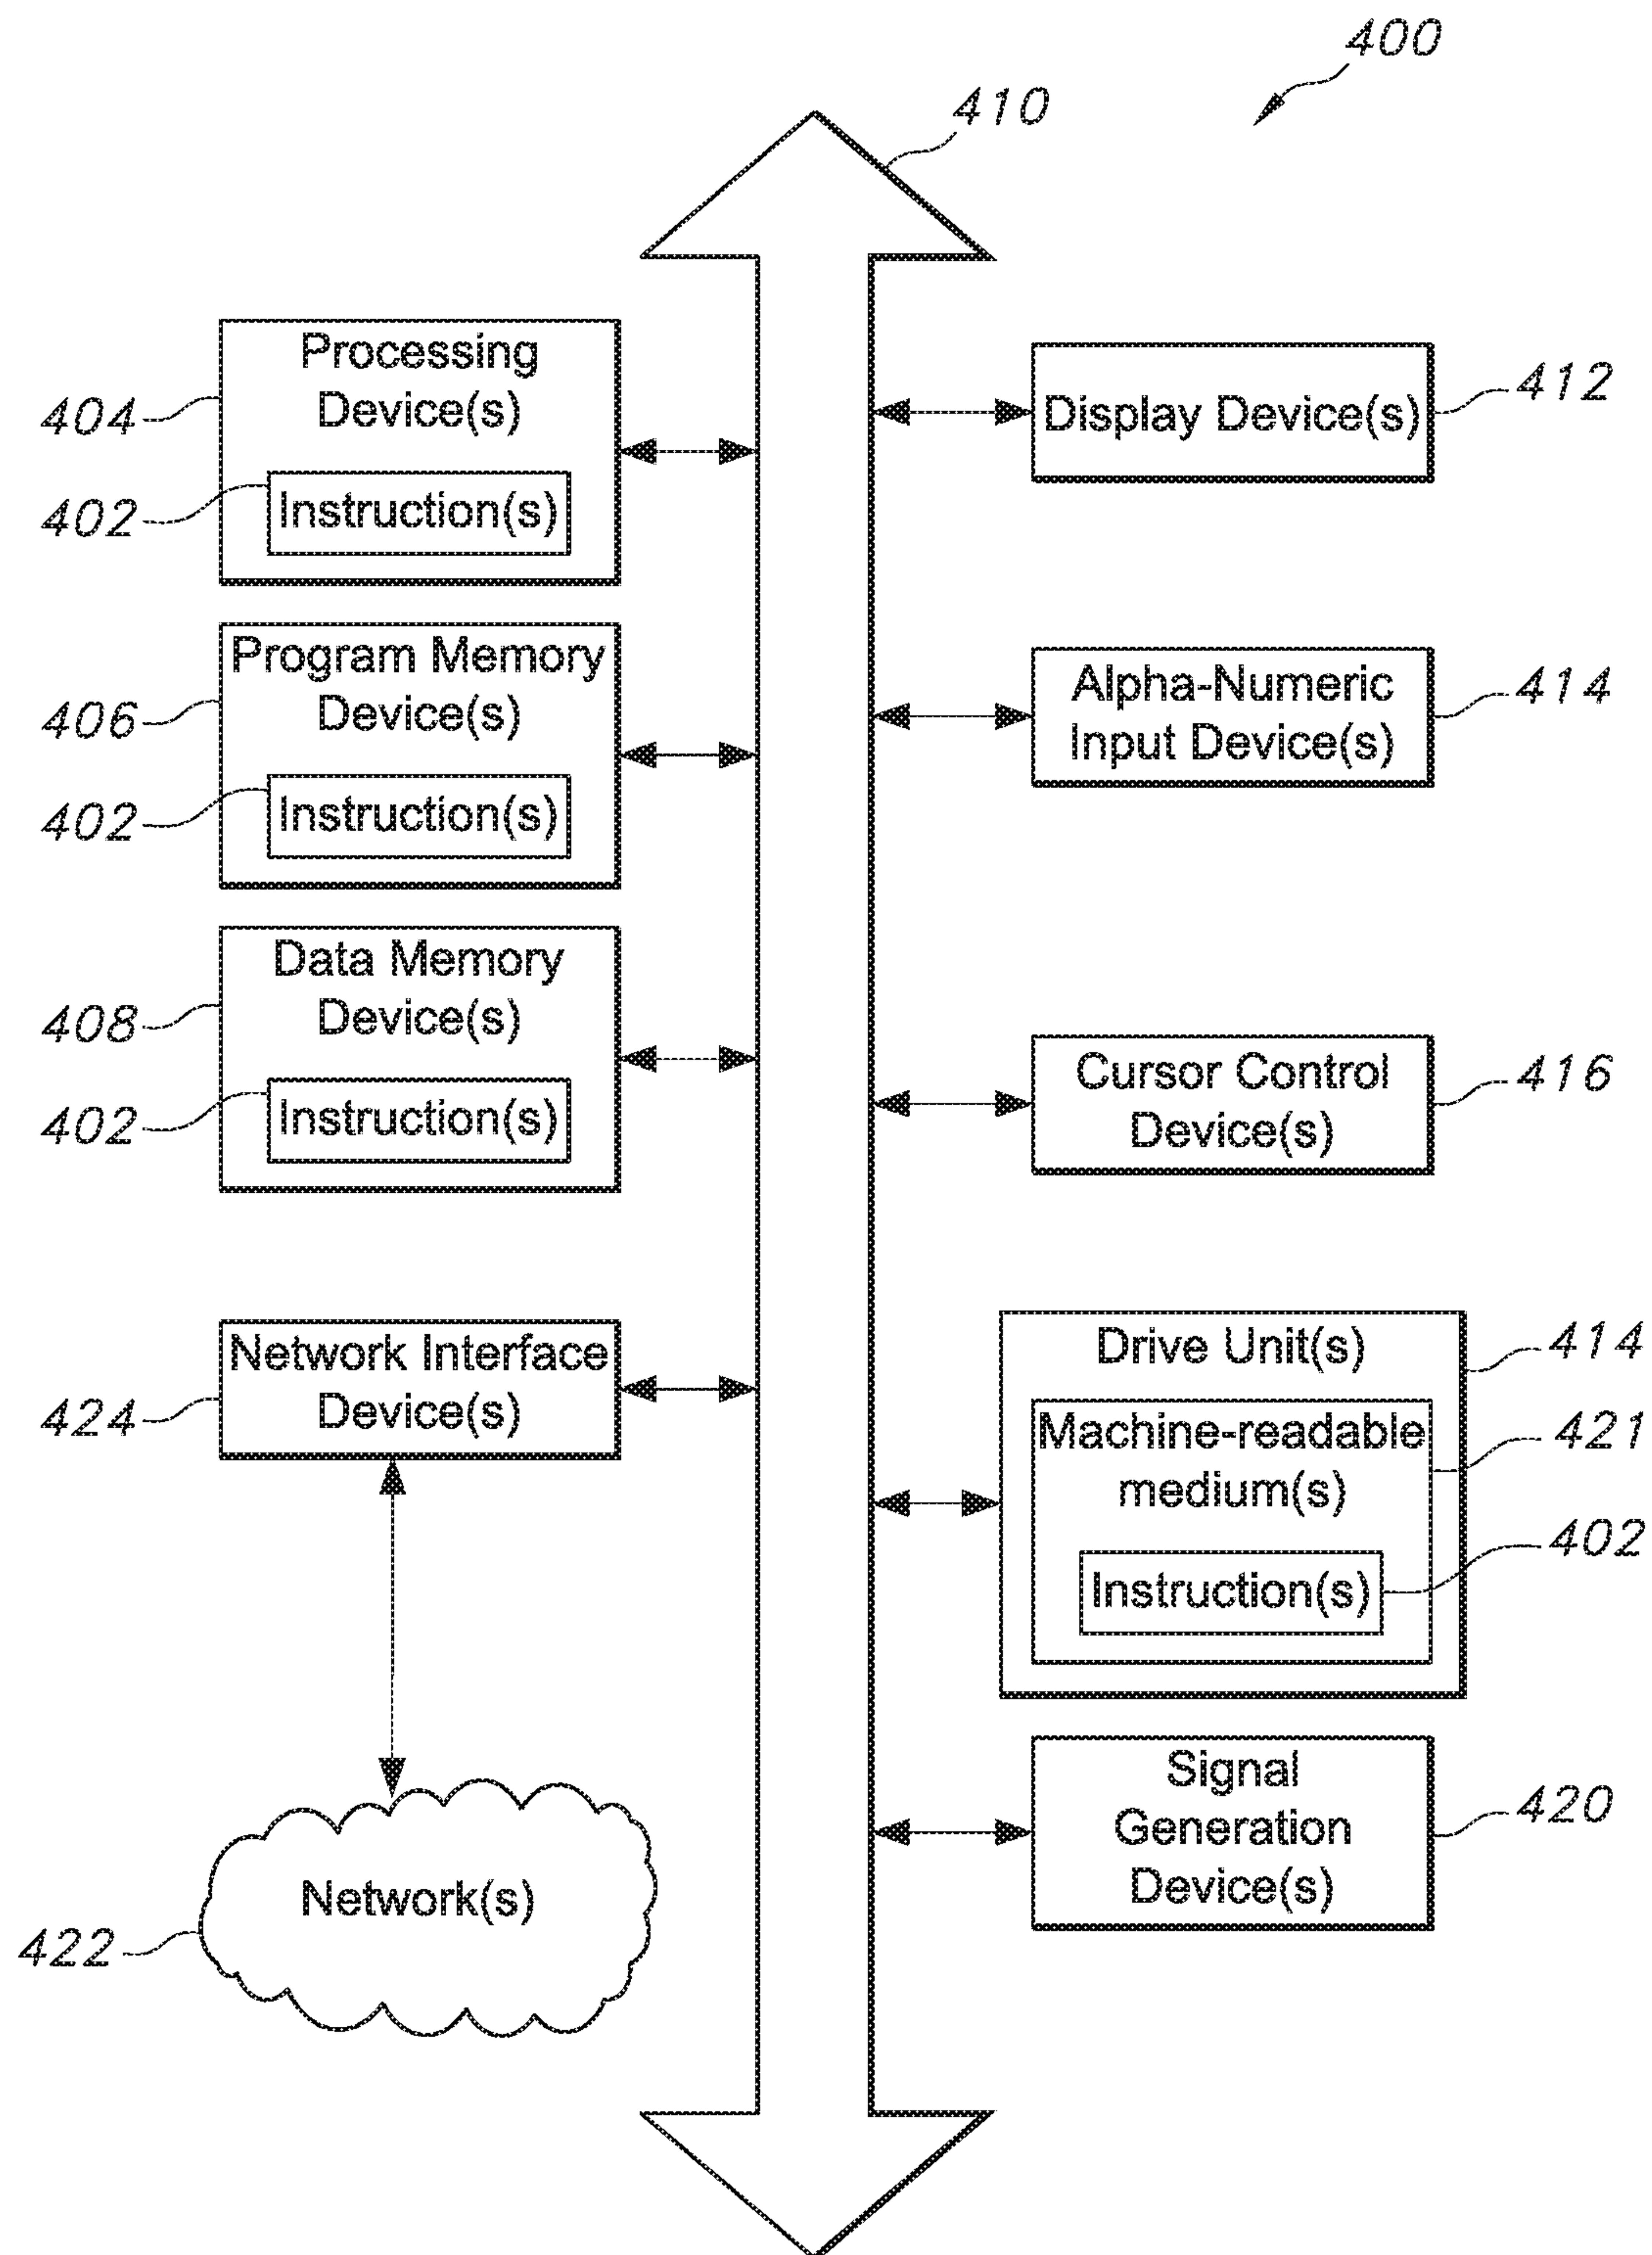 400
410
Processing
Device(s)
404
402
Instruction(s)
Program Memory
Device(s)
406
402
Instruction(s)
Data Memory
Device(s)
408
402
Instruction(s)
Network Interface
Device(s)
424
Network(s)
422
Display Device(s)
412
Alpha-Numeric
Input Device(s)
414
Cursor Control
Device(s)
416
Drive Unit(s)
414
Machine-readable
medium(s)
421
402
Instruction(s)
Signal
Generation
Device(s)
420